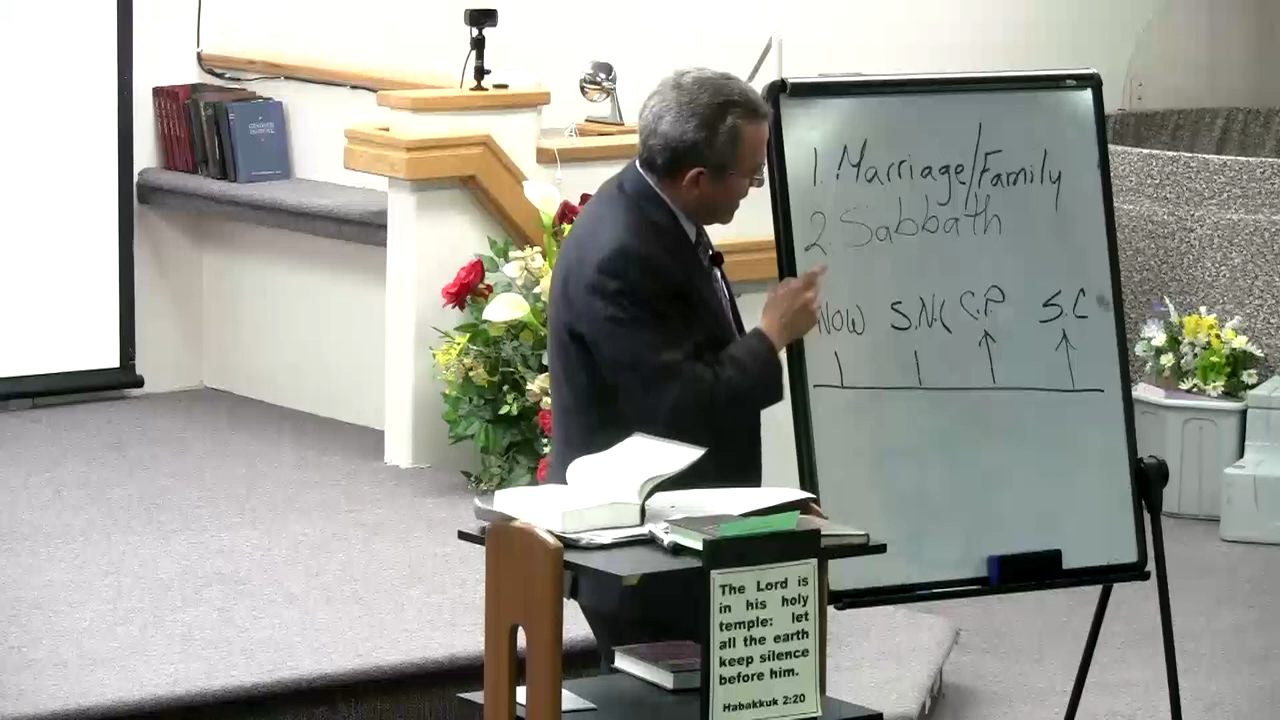 1. Marriage/Family
2. Sabbath
NOW S.N.C C.P. S.C
The Lord is
in his holy
temple: let
all the earth
keep silence
before him.
Habakkuk 2:20